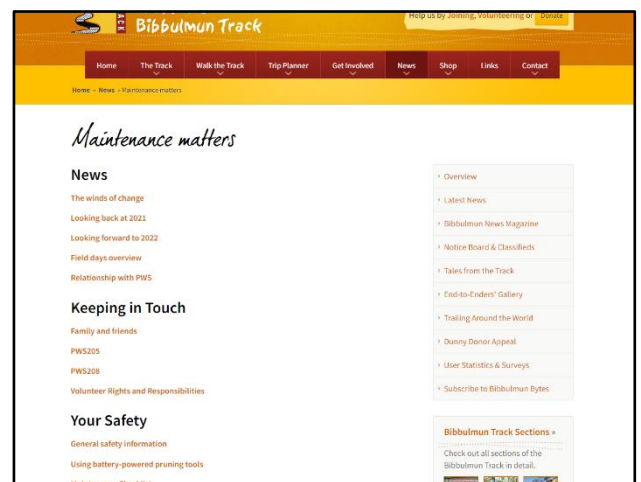 ACK
Bibbulmun Track
Help us by Joining, Volunteering or Donate
Home The Track Walk the Track Trip Planner Get Involved News Shop Links Contact
Home » News » Maintenance matters
Maintenance matters
News
The winds of change
Looking back at 2021
Looking forward to 2022
Field days overview
Relationship with PWS
Keeping in Touch
Family and friends
PWS205
PWS208
Volunteer Rights and Responsibilities
Your Safety
General safety information
Using battery-powered pruning tools
Overview
Latest News
Bibbulmun News Magazine
Notice Board & Classifieds
Tales from the Track
End-to-Enders' Gallery
Trailing Around the World
Dunny Donor Appeal
User Statistics & Surveys
Subscribe to Bibbulmun Bytes
Bibbulmun Track Sections »
Check out all sections of the
Bibbulmun Track in detail.